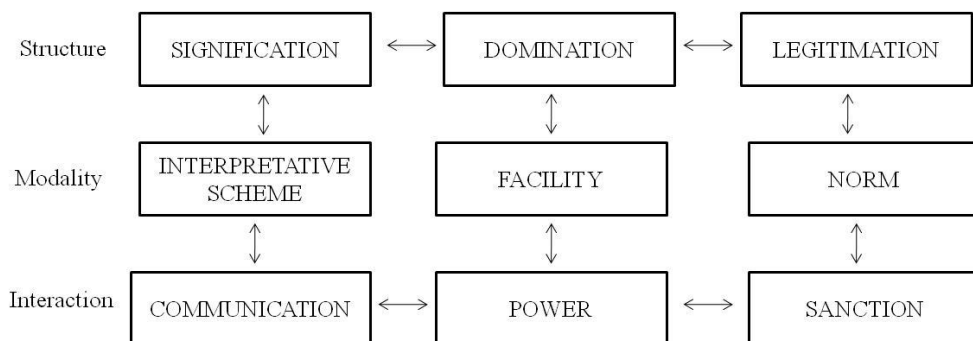 Structure
SIGNIFICATION
DOMINATION
LEGITIMATION
Modality
INTERPRETATIVE
SCHEME
FACILITY
NORM
Interaction
COMMUNICATION
POWER
SANCTION